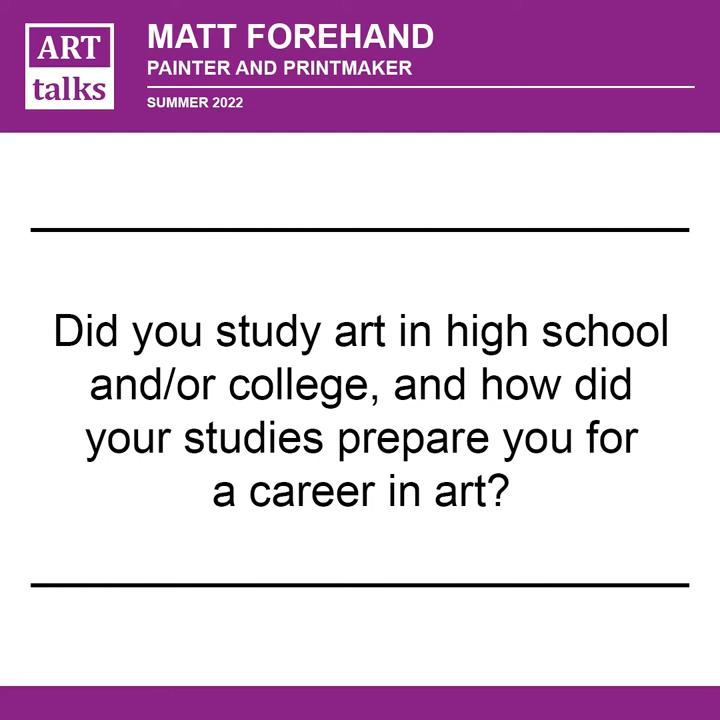 ART
talks
MATT FOREHAND
PAINTER AND PRINTMAKER
SUMMER 2022
Did you study art in high school
and/or college, and how did
your studies prepare you for
a career in art?